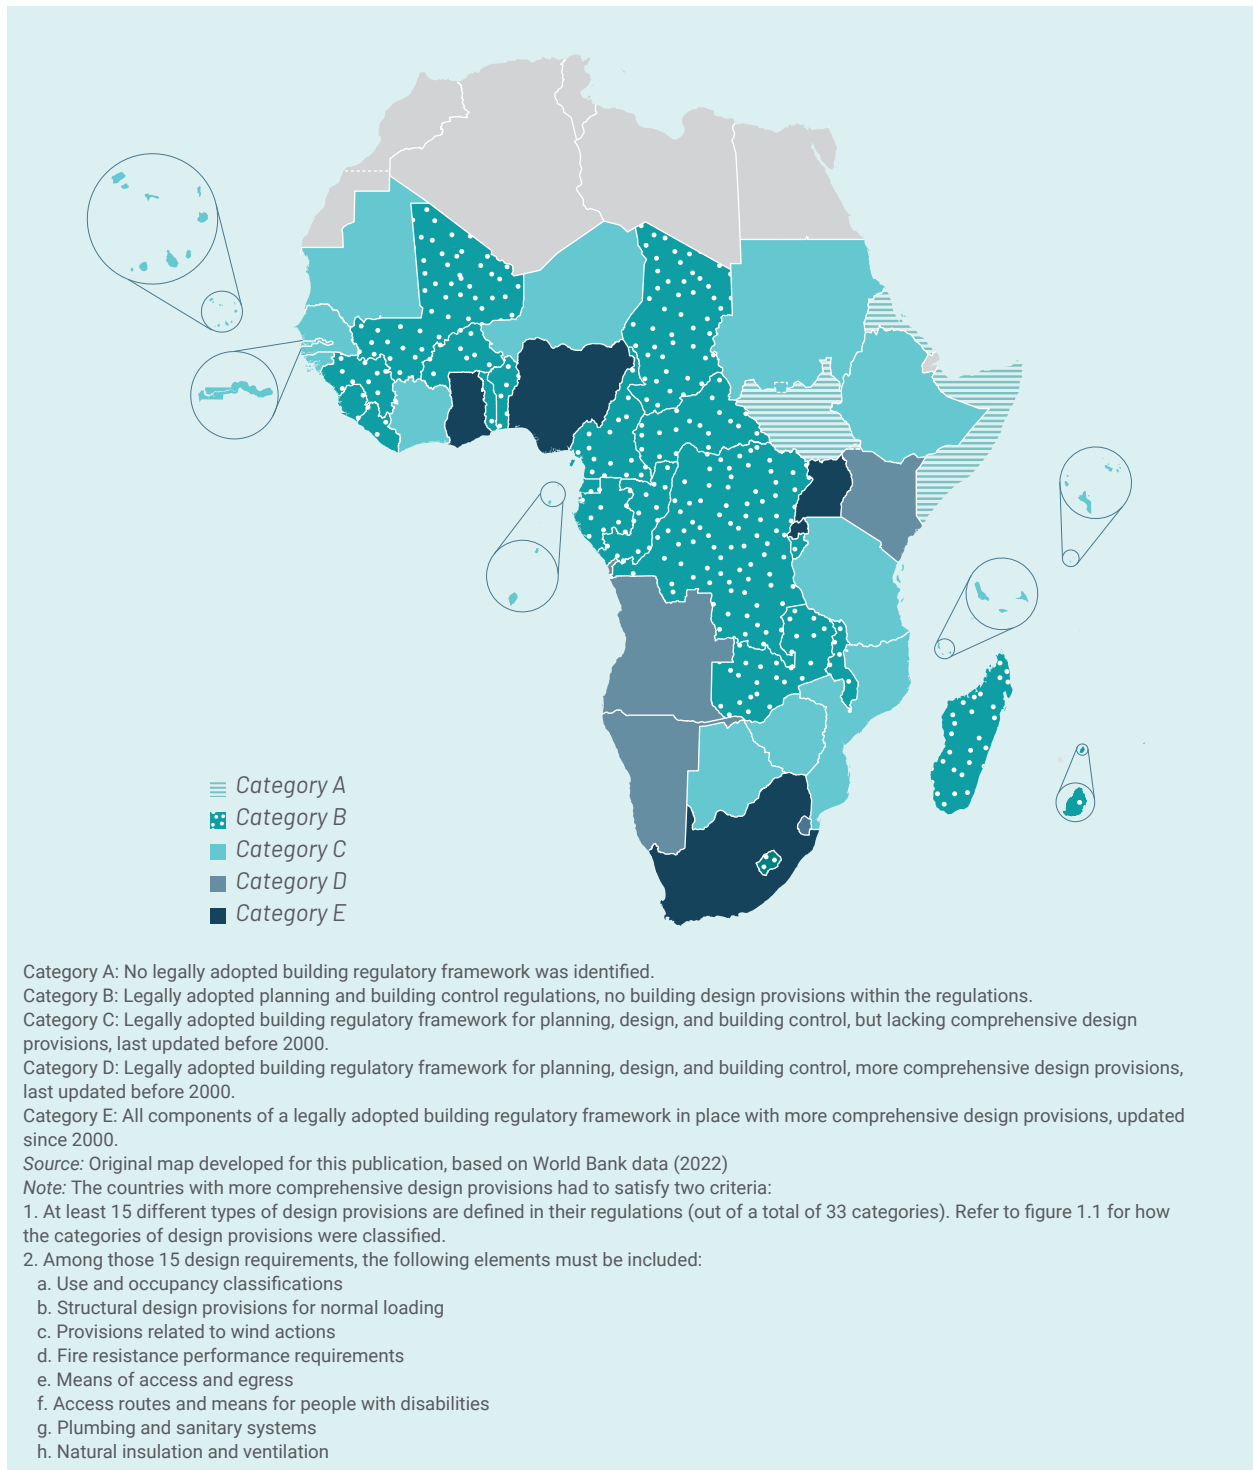 Category A
Category B
Category C
Category D
Category E
Category A: No legally adopted building regulatory framework was identified.
Category B: Legally adopted planning and building control regulations, no building design provisions within the regulations.
Category C: Legally adopted building regulatory framework for planning, design, and building control, but lacking comprehensive design
provisions, last updated before 2000.
Category D: Legally adopted building regulatory framework for planning, design, and building control, more comprehensive design provisions,
last updated before 2000.
Category E: All components of a legally adopted building regulatory framework in place with more comprehensive design provisions, updated
since 2000.
Source: Original map developed for this publication, based on World Bank data (2022)
Note: The countries with more comprehensive design provisions had to satisfy two criteria:
1. At least 15 different types of design provisions are defined in their regulations (out of a total of 33 categories). Refer to figure 1.1 for how
the categories of design provisions were classified.
2. Among those 15 design requirements, the following elements must be included:
a. Use and occupancy classifications
b. Structural design provisions for normal loading
c. Provisions related to wind actions
d. Fire resistance performance requirements
e. Means of access and egress
f. Access routes and means for people with disabilities
g. Plumbing and sanitary systems
h. Natural insulation and ventilation